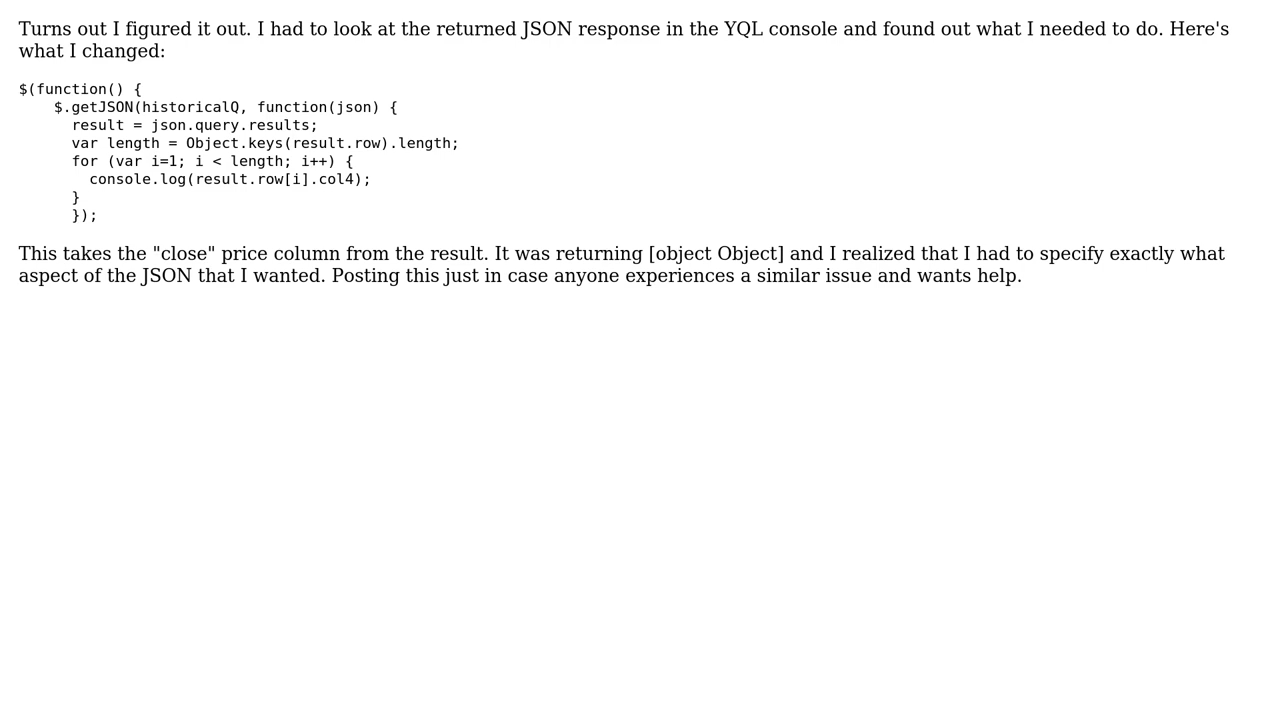 Turns out I figured it out. I had to look at the returned JSON response in the YQL console and found out what I needed to do. Here's
what I changed:
$(function() {
    $.getJSON(historicalQ, function(json) {
      result = json.query.results;
      var length = Object.keys(result.row).length;
      for (var i=1; i < length; i++) {
        console.log(result.row[i].col4);
      }
      });
This takes the "close" price column from the result. It was returning [object Object] and I realized that I had to specify exactly what
aspect of the JSON that I wanted. Posting this just in case anyone experiences a similar issue and wants help.